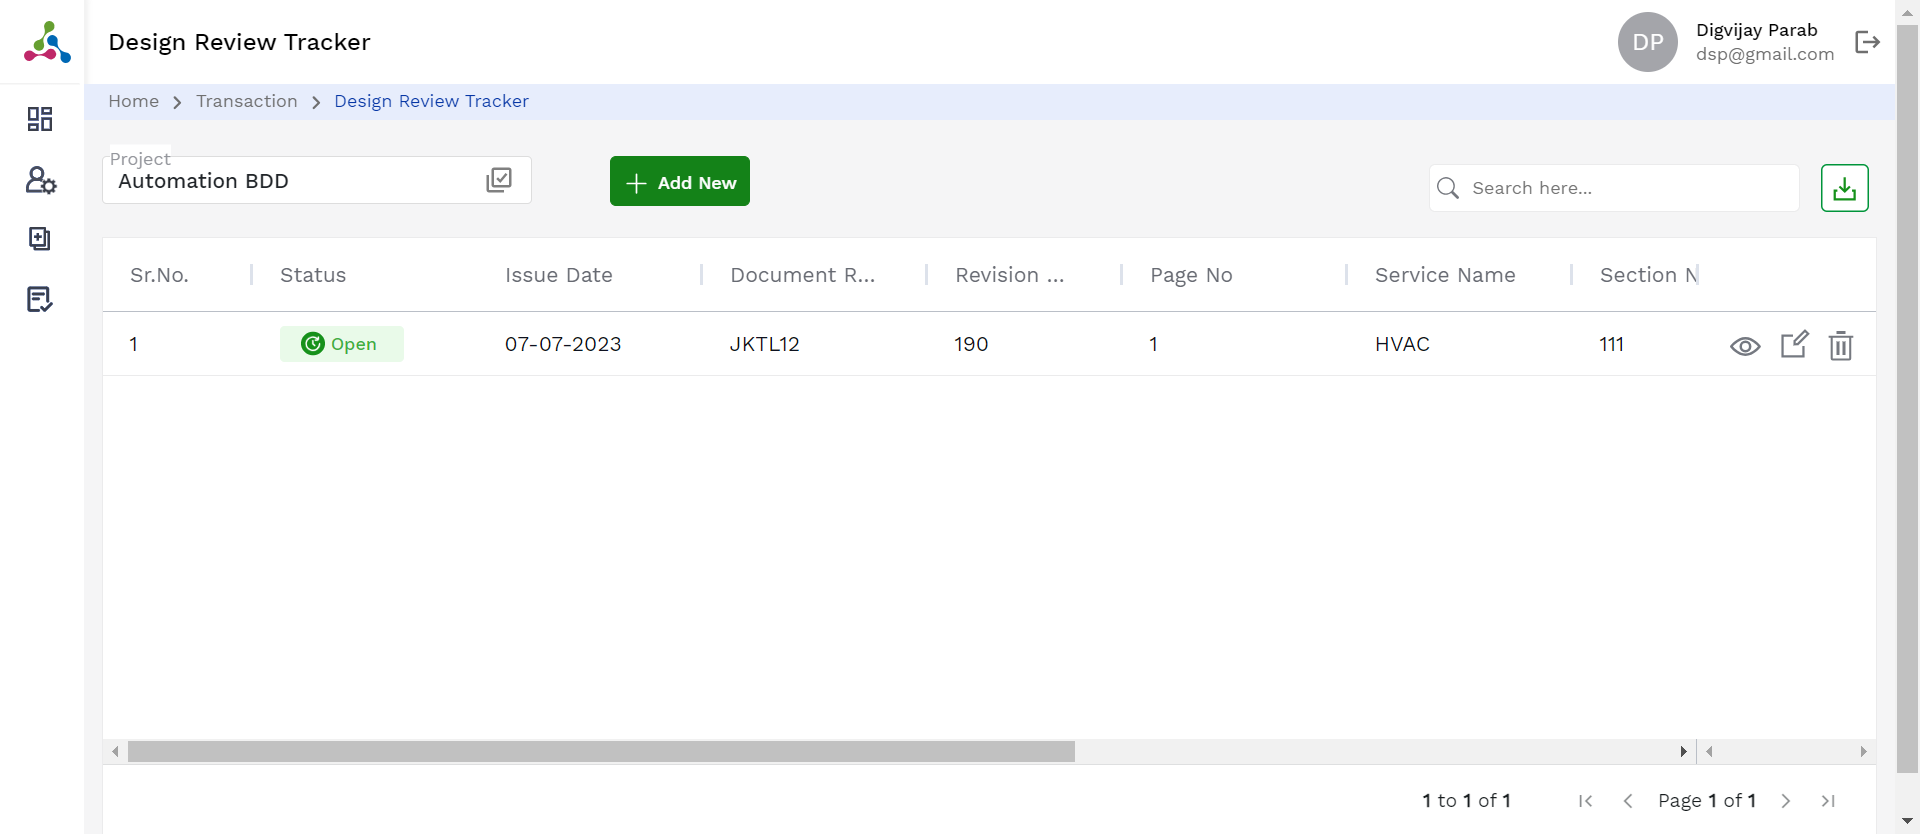 Design Review Tracker
DP
Digvijay Parab
dsp@gmail.com
Home > Transaction > Design Review Tracker
Project
Automation BDD
Add New
Search here...
Sr.No. Status Issue Date Document R... Revision ... Page No Service Name Section N
1 Open 07-07-2023 JKTL12 190 1 HVAC 111
1 to 1 of 1 Page 1 of 1